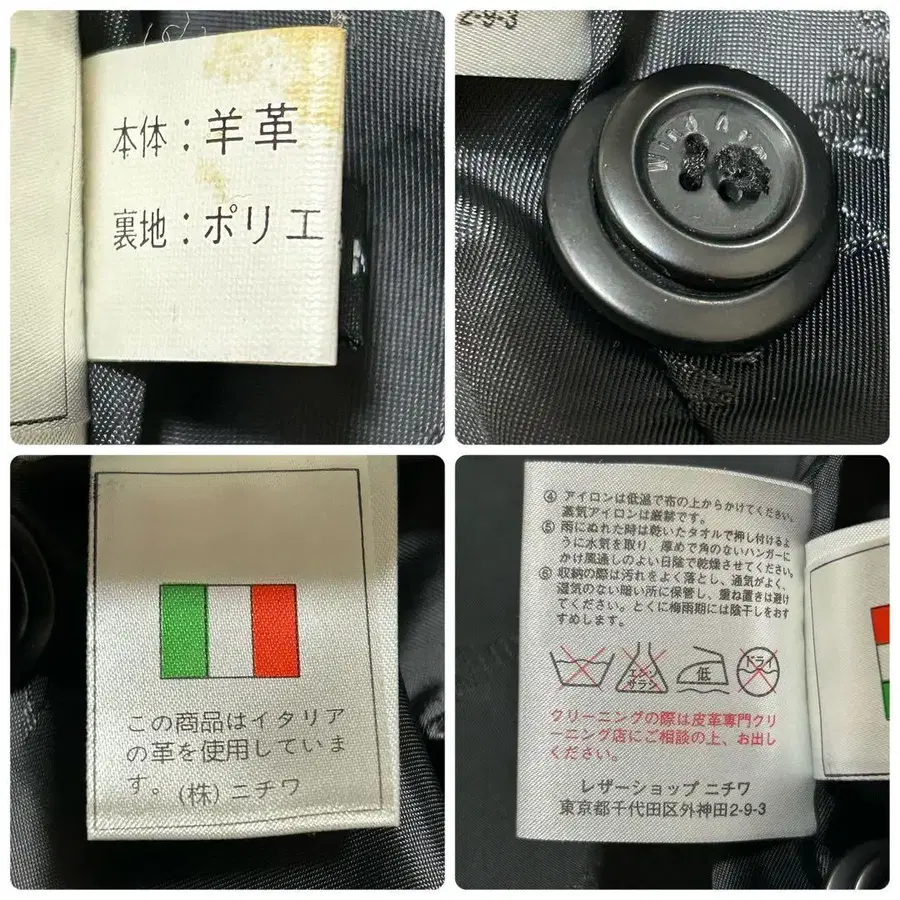 本体：羊革
裏地：ポリエ
2-9-3
この商品はイタリア
の革を使用していま
す。
(株) ニチワ
④ アイロンは低温で布の上からかけてください。
蒸気アイロンは厳禁です。
⑤ 雨にぬれた時は乾いたタオルで押し付けるよ
うに水気を取り、厚めで角のないハンガーに
かけ風通しのよい日陰で乾燥させてください。
⑥ 収納の際は汚れをよく落とし、通気がよく、
湿気のない暗い所に保管し、重ね置きは避け
てください。とくに梅雨期には陰干しをおす
すめします。
エンソ
サラシ
低
ドライ
クリーニングの際は皮革専門クリ
ーニング店にご相談の上、お出し
ください。
レザーショップ ニチワ
東京都千代田区外神田2-9-3